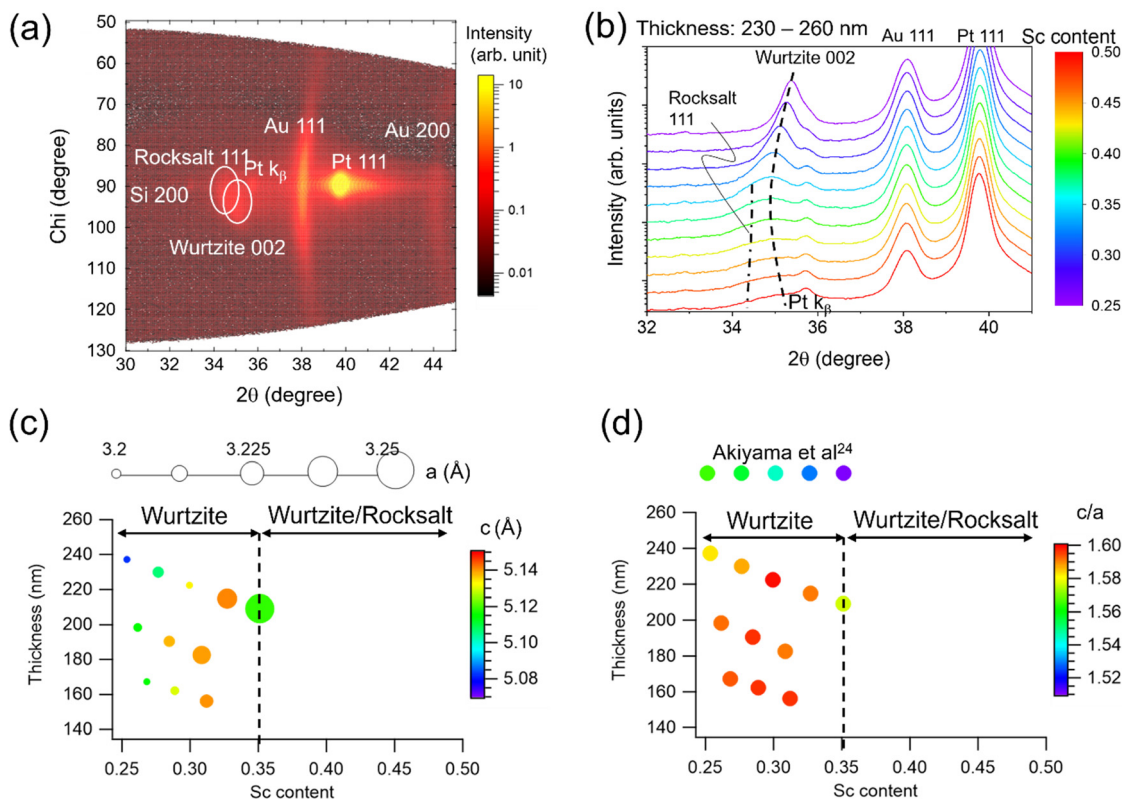 (a)
Intensity
(arb. unit)
10
1
0.1
0.01
50
60
70
80
90
100
110
120
130
Chi (degree)
Au 111
Au 200
Rocksalt 111
Pt kβ
Pt 111
Si 200
Wurtzite 002
30 32 34 36 38 40 42 44
2θ (degree)
(b)
Thickness: 230 – 260 nm
Au 111
Pt 111
Sc content
Wurtzite 002
Rocksalt
111
Pt kβ
Intensity (arb. units)
0.50
0.45
0.40
0.35
0.30
0.25
32 34 36 38 40
2θ (degree)
(c)
3.2 3.225 3.25
a (Å)
Wurtzite
Wurtzite/Rocksalt
c (Å)
5.14
5.12
5.10
5.08
260
240
220
200
180
160
140
Thickness (nm)
0.25 0.30 0.35 0.40 0.45 0.50
Sc content
(d)
Akiyama et al24
Wurtzite
Wurtzite/Rocksalt
c/a
1.60
1.58
1.56
1.54
1.52
260
240
220
200
180
160
140
Thickness (nm)
0.25 0.30 0.35 0.40 0.45 0.50
Sc content